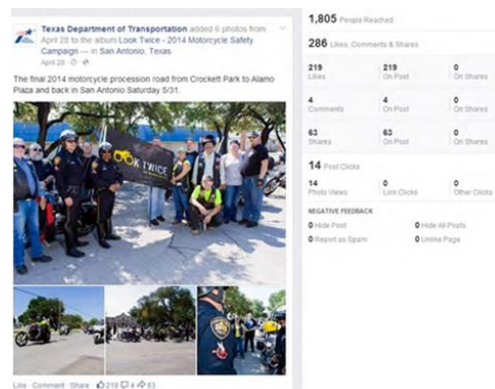 Texas Department of Transportation added 6 photos from
April 28 to the album Look Twice - 2014 Motorcycle Safety
Campaign — in San Antonio, Texas.
April 28
The final 2014 motorcycle procession road from Crockett Park to Alamo
Plaza and back in San Antonio Saturday 5/31.
OOK TWICE
Like · Comment · Share 219 4 63
1,805 People Reached
286 Likes, Comments & Shares
219 219 0
Likes On Post On Shares
4 4 0
Comments On Post On Shares
63 63 0
Shares On Post On Shares
14 Post Clicks
14 0 0
Photo Views Link Clicks Other Clicks
NEGATIVE FEEDBACK
0 Hide Post 0 Hide All Posts
0 Report as Spam 0 Unlike Page